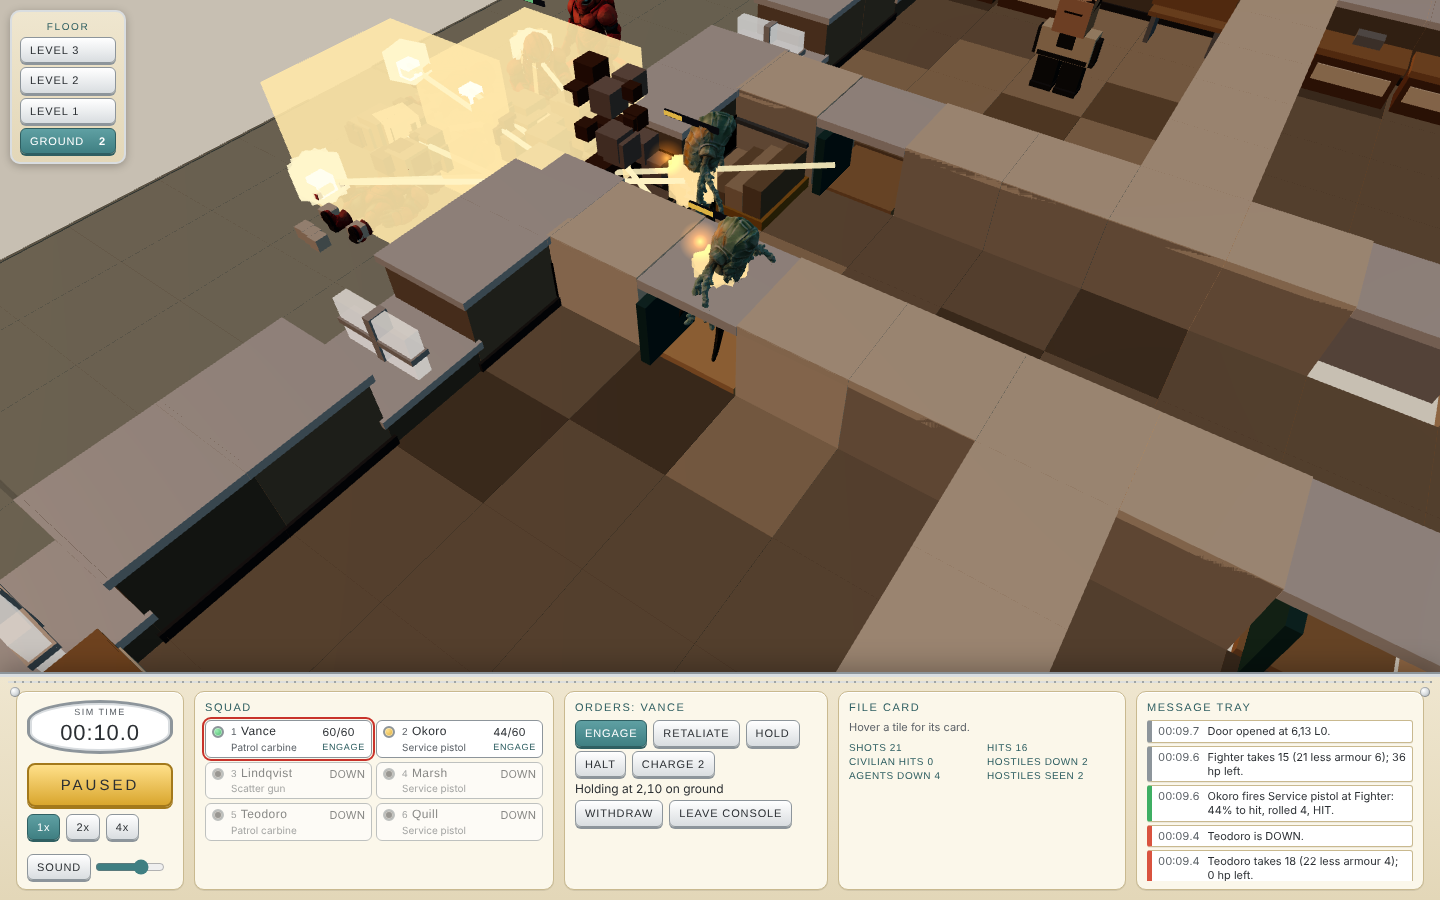 FLOOR
LEVEL 3
LEVEL 2
LEVEL 1
GROUND 2
SIM TIME
00:10.0
PAUSED
1x 2x 4x
SOUND
SQUAD
1 Vance 60/60
Patrol carbine ENGAGE
2 Okoro 44/60
Service pistol ENGAGE
3 Lindqvist DOWN
Scatter gun
4 Marsh DOWN
Service pistol
5 Teodoro DOWN
Patrol carbine
6 Quill DOWN
Service pistol
ORDERS: VANCE
ENGAGE RETALIATE HOLD
HALT CHARGE 2
Holding at 2,10 on ground
WITHDRAW LEAVE CONSOLE
FILE CARD
Hover a tile for its card.
SHOTS 21 HITS 16
CIVILIAN HITS 0 HOSTILES DOWN 2
AGENTS DOWN 4 HOSTILES SEEN 2
MESSAGE TRAY
00:09.7 Door opened at 6,13 L0.
00:09.6 Fighter takes 15 (21 less armour 6); 36
hp left.
00:09.6 Okoro fires Service pistol at Fighter:
44% to hit, rolled 4, HIT.
00:09.4 Teodoro is DOWN.
00:09.4 Teodoro takes 18 (22 less armour 4);
0 hp left.